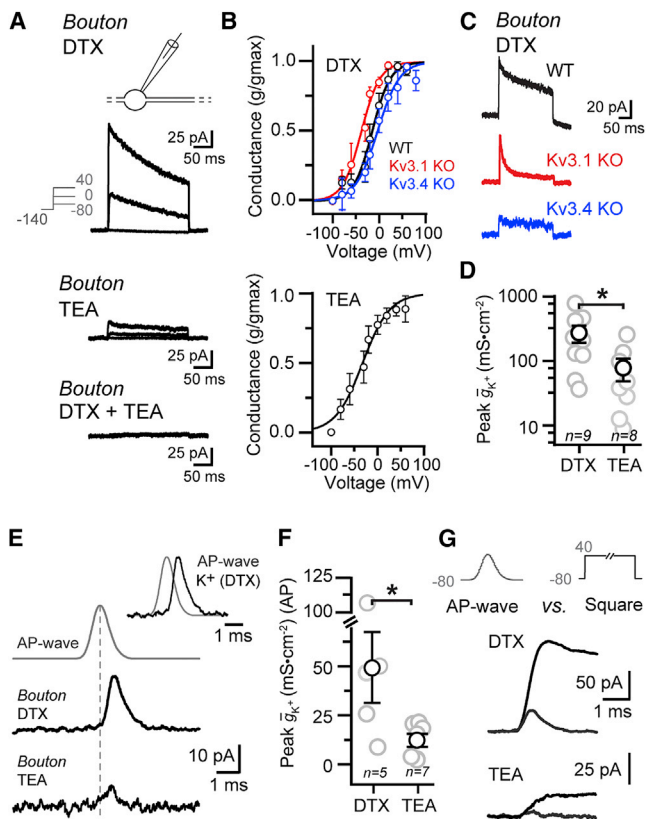 A
Bouton
DTX
25 pA
50 ms
40
0
-80
-140
Bouton
TEA
25 pA
50 ms
Bouton
DTX + TEA
25 pA
50 ms
B
Conductance (g/gmax)
1.0
0.5
0.0
DTX
WT
Kv3.1 KO
Kv3.4 KO
-100 -50 0 50 100
Voltage (mV)
Conductance (g/gmax)
1.0
0.5
0.0
TEA
-100 -50 0 50 100
Voltage (mV)
C
Bouton
DTX
WT
20 pA
50 ms
Kv3.1 KO
Kv3.4 KO
D
Peak ḡK+ (mS•cm-2)
1000
100
10
*
n=9 n=8
DTX TEA
E
AP-wave
K+ (DTX)
1 ms
AP-wave
Bouton
DTX
Bouton
TEA
10 pA
1 ms
F
Peak ḡK+ (mS•cm-2) (AP)
125
100
50
25
0
*
n=5 n=7
DTX TEA
G
-80
40
-80
AP-wave vs. Square
DTX
50 pA
1 ms
TEA
25 pA